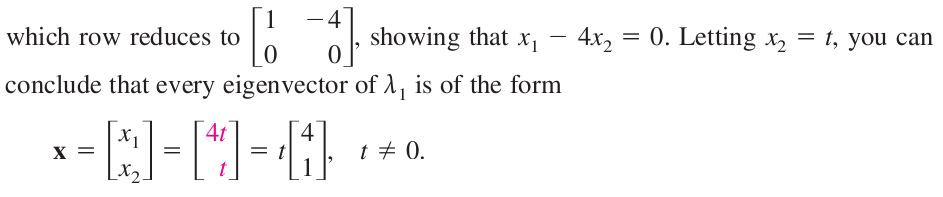 which row reduces to [1 −4; 0 0], showing that x₁ − 4x₂ = 0. Letting x₂ = t, you can
conclude that every eigenvector of λ₁ is of the form
x = [x₁; x₂] = [4t; t] = t[4; 1], t ≠ 0.